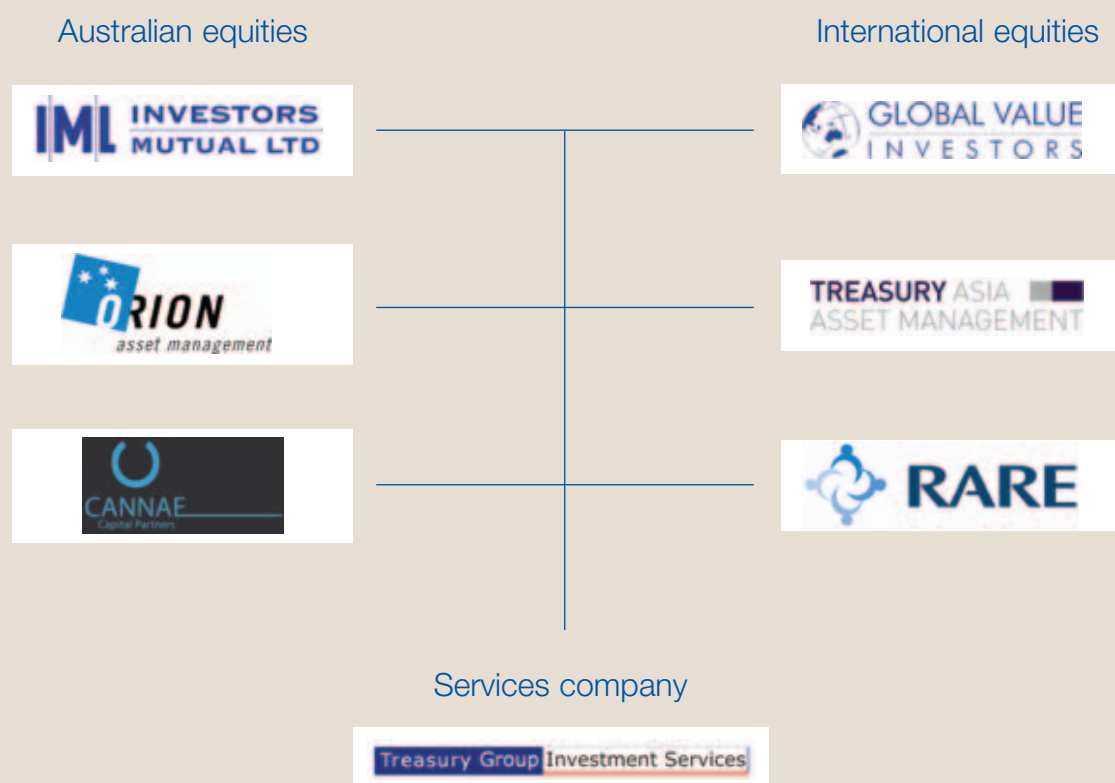 Australian equities
International equities
IML INVESTORS
MUTUAL LTD
GLOBAL VALUE
INVESTORS
ORION
asset management
TREASURY ASIA
ASSET MANAGEMENT
CANNAE
Capital Partners
RARE
Services company
Treasury Group Investment Services